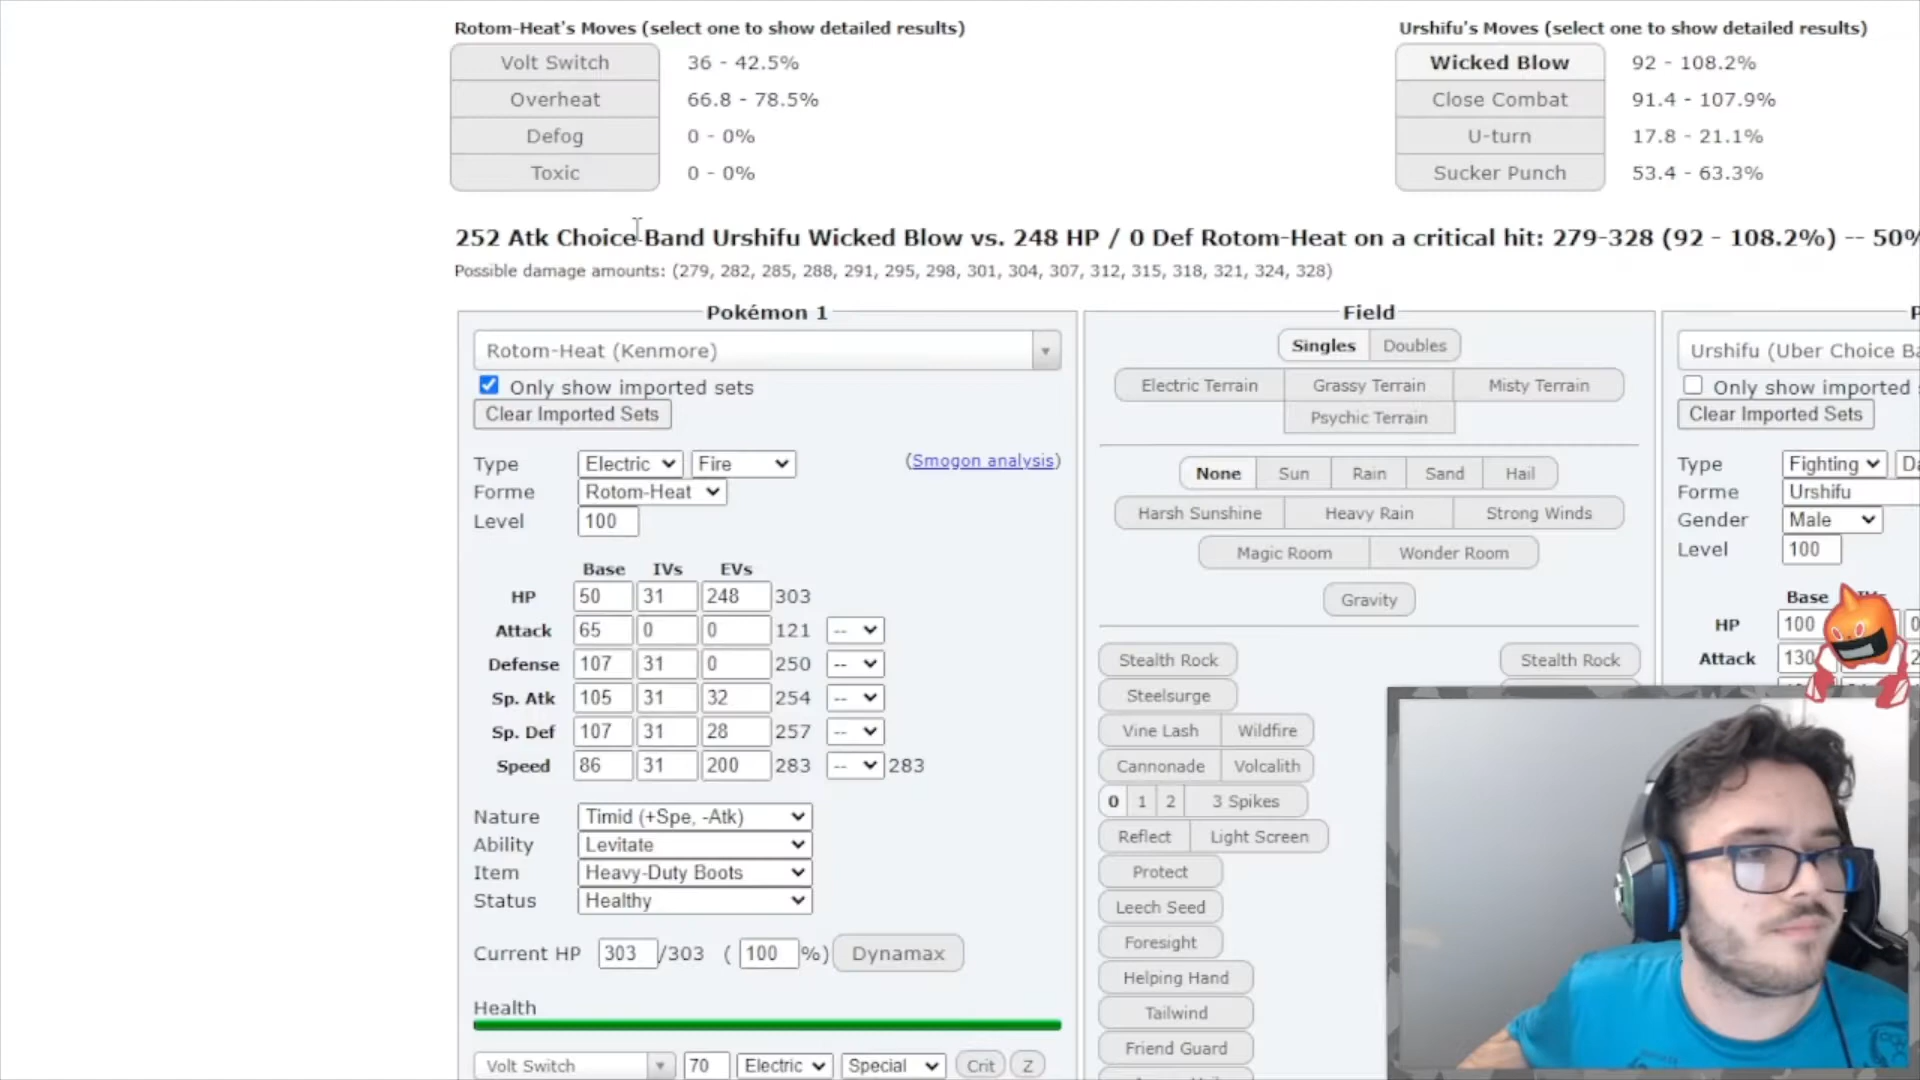 Rotom-Heat's Moves (select one to show detailed results)
Urshifu's Moves (select one to show detailed results)
Volt Switch 36 - 42.5%
Overheat 66.8 - 78.5%
Defog 0 - 0%
Toxic 0 - 0%
Wicked Blow 92 - 108.2%
Close Combat 91.4 - 107.9%
U-turn 17.8 - 21.1%
Sucker Punch 53.4 - 63.3%
252 Atk Choice Band Urshifu Wicked Blow vs. 248 HP / 0 Def Rotom-Heat on a critical hit: 279-328 (92 - 108.2%) -- 50%
Possible damage amounts: (279, 282, 285, 288, 291, 295, 298, 301, 304, 307, 312, 315, 318, 321, 324, 328)
Pokémon 1
Rotom-Heat (Kenmore)
Only show imported sets
Clear Imported Sets
Type Electric Fire (Smogon analysis)
Forme Rotom-Heat
Level 100
Base IVs EVs
HP 50 31 248 303
Attack 65 0 0 121 --
Defense 107 31 0 250 --
Sp. Atk 105 31 32 254 --
Sp. Def 107 31 28 257 --
Speed 86 31 200 283 -- 283
Nature Timid (+Spe, -Atk)
Ability Levitate
Item Heavy-Duty Boots
Status Healthy
Current HP 303 /303 ( 100 %) Dynamax
Health
Volt Switch 70 Electric Special Crit Z
Field
Singles Doubles
Electric Terrain Grassy Terrain Misty Terrain
Psychic Terrain
None Sun Rain Sand Hail
Harsh Sunshine Heavy Rain Strong Winds
Magic Room Wonder Room
Gravity
Stealth Rock Stealth Rock
Steelsurge
Vine Lash Wildfire
Cannonade Volcalith
0 1 2 3 Spikes
Reflect Light Screen
Protect
Leech Seed
Foresight
Helping Hand
Tailwind
Friend Guard
P
Urshifu (Uber Choice Ba
Only show imported s
Clear Imported Sets
Type Fighting Da
Forme Urshifu
Gender Male
Level 100
Base
HP 100 0
Attack 130 2